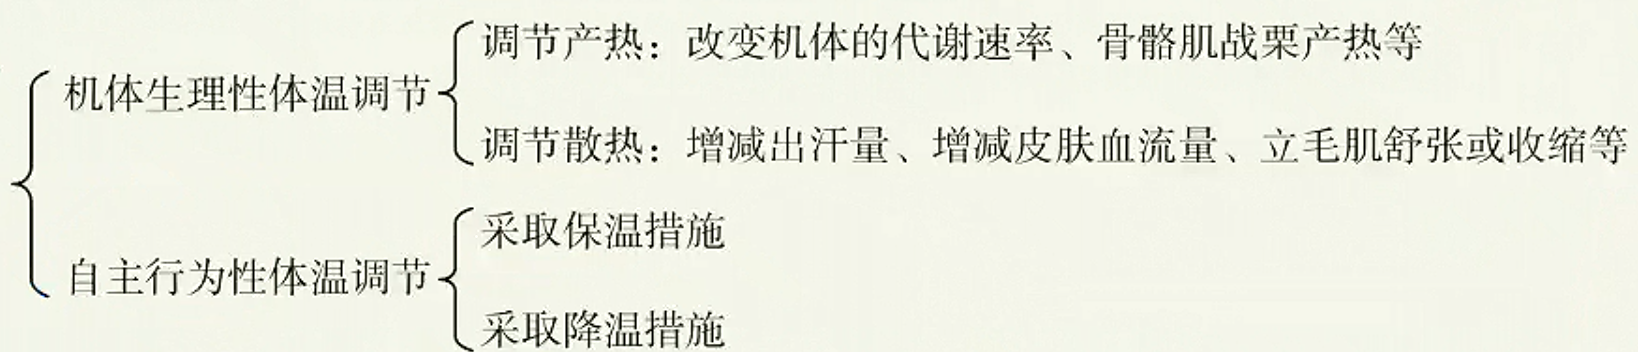 调节产热：改变机体的代谢速率、骨骼肌战栗产热等
机体生理性体温调节
调节散热：增减出汗量、增减皮肤血流量、立毛肌舒张或收缩等
采取保温措施
自主行为性体温调节
采取降温措施